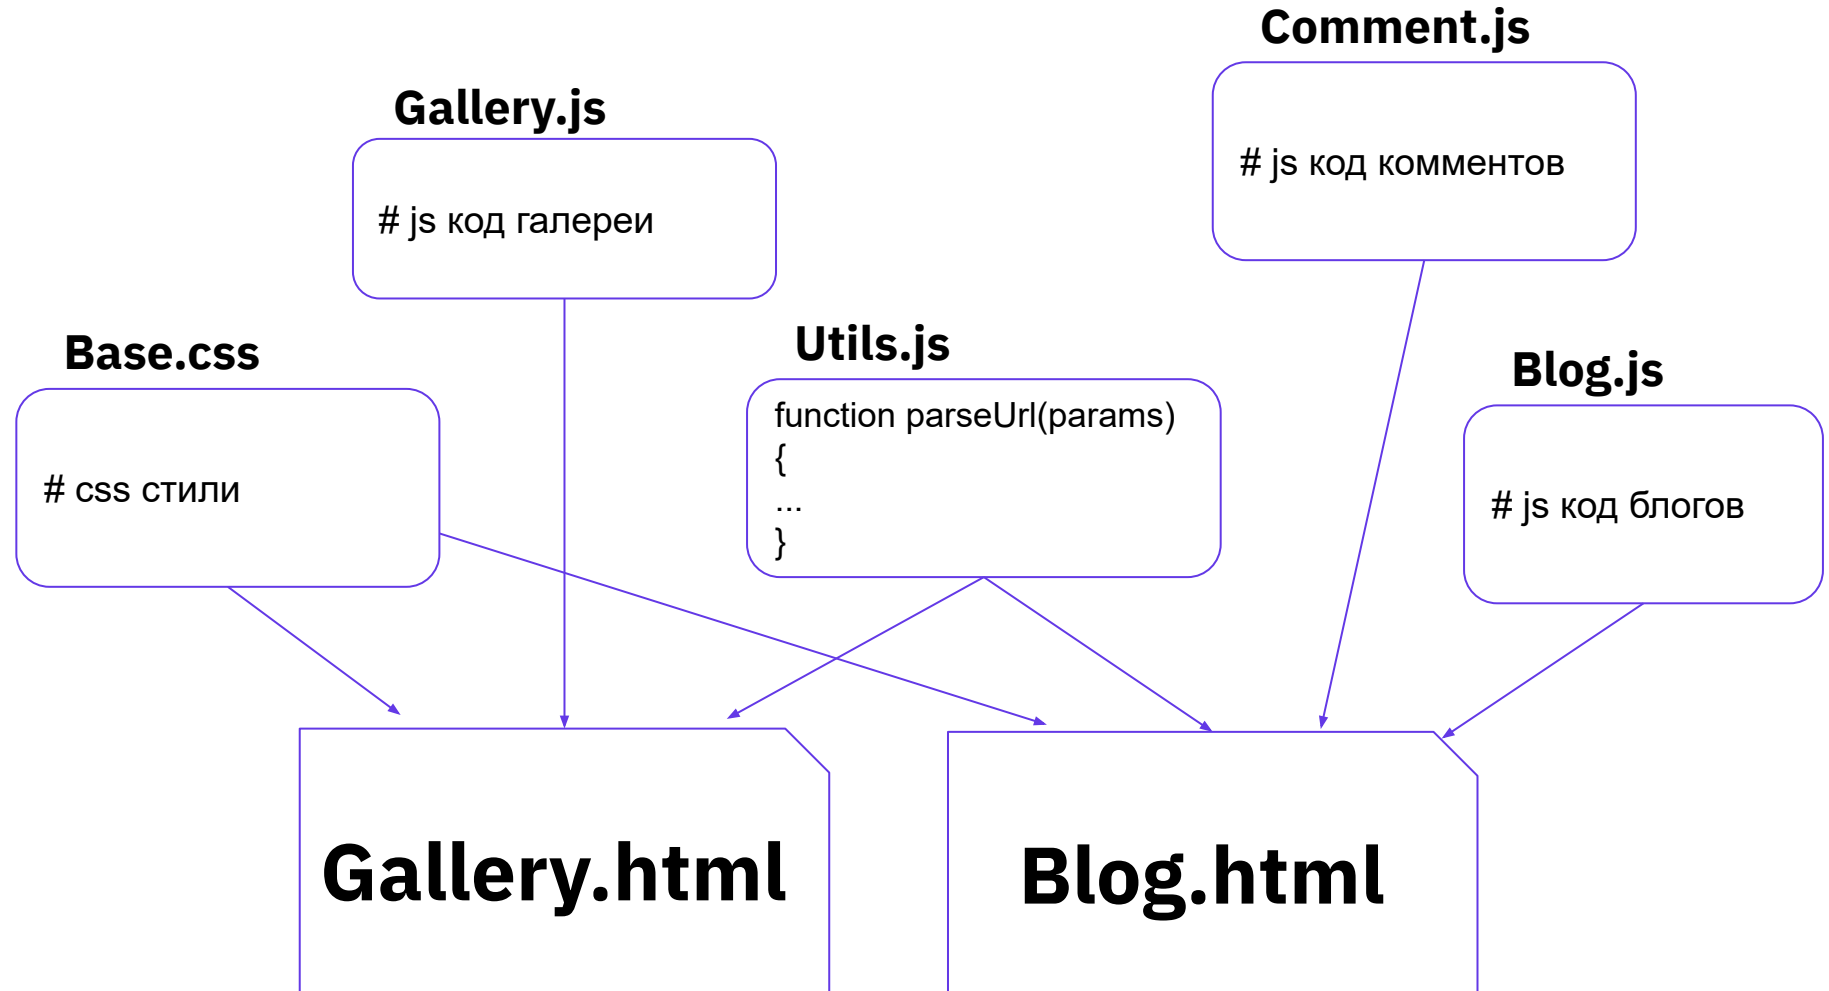 Comment.js
# js код комментов
Gallery.js
# js код галереи
Base.css
# css стили
Utils.js
function parseUrl(params)
{
...
}
Blog.js
# js код блогов
Gallery.html
Blog.html